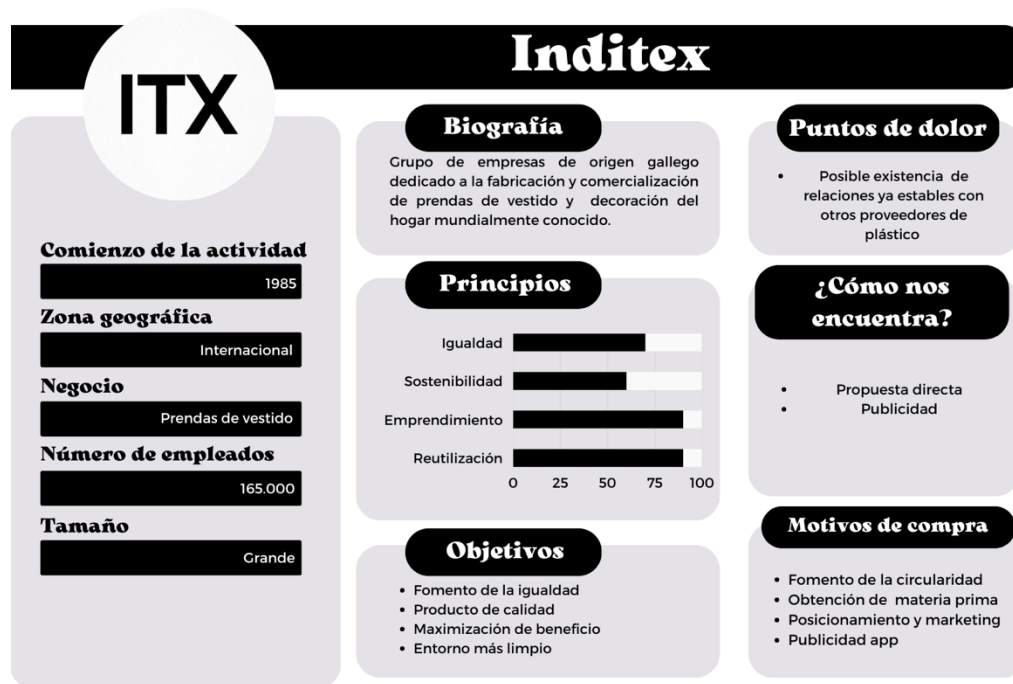 Inditex
ITX
Comienzo de la actividad
1985
Zona geográfica
Internacional
Negocio
Prendas de vestido
Número de empleados
165.000
Tamaño
Grande
Biografía
Grupo de empresas de origen gallego
dedicado a la fabricación y comercialización
de prendas de vestido y decoración del
hogar mundialmente conocido.
Principios
Igualdad
Sostenibilidad
Emprendimiento
Reutilización
0 25 50 75 100
Objetivos
• Fomento de la igualdad
• Producto de calidad
• Maximización de beneficio
• Entorno más limpio
Puntos de dolor
• Posible existencia de
relaciones ya estables con
otros proveedores de
plástico
¿Cómo nos
encuentra?
• Propuesta directa
• Publicidad
Motivos de compra
• Fomento de la circularidad
• Obtención de materia prima
• Posicionamiento y marketing
• Publicidad app